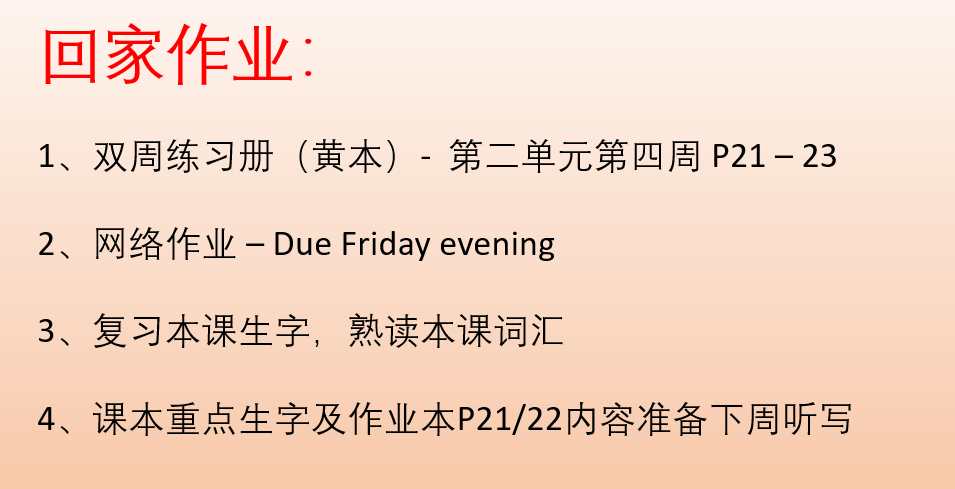 回家作业：
1、双周练习册（黄本）- 第二单元第四周 P21 – 23
2、网络作业 – Due Friday evening
3、复习本课生字，熟读本课词汇
4、课本重点生字及作业本P21/22内容准备下周听写